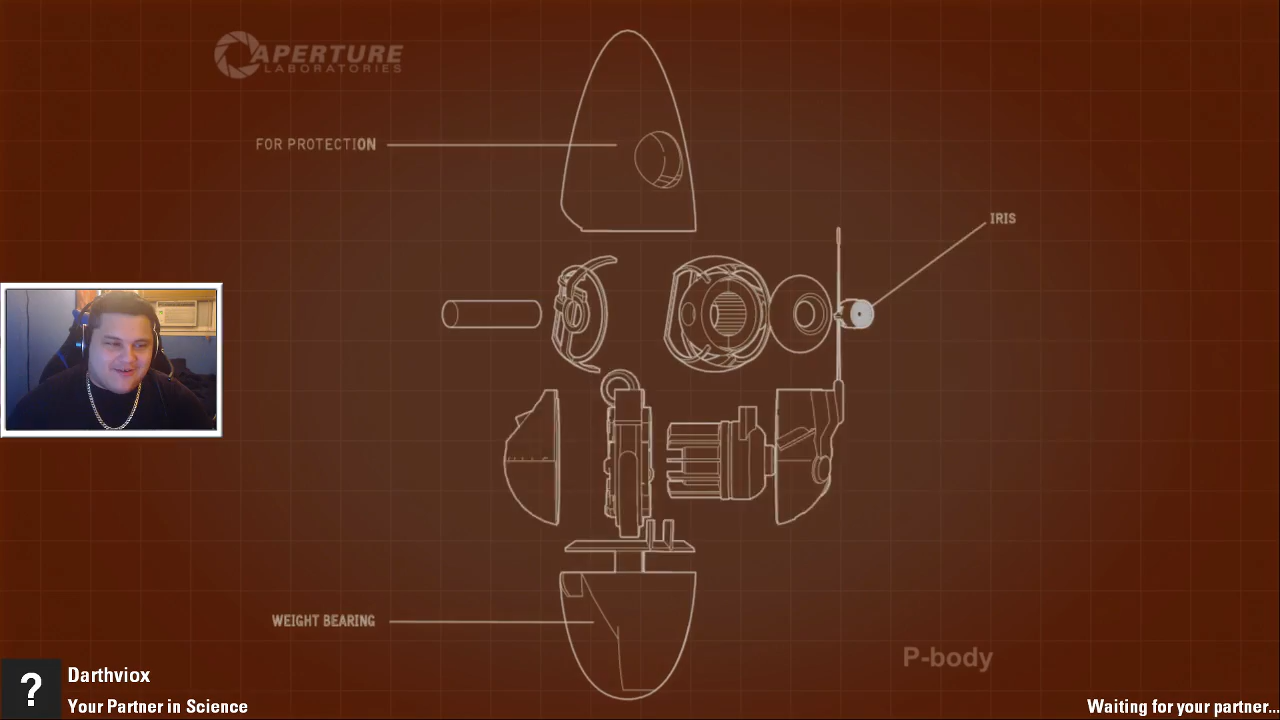 APERTURE
LABORATORIES
FOR PROTECTION
IRIS
WEIGHT BEARING
P-body
?
Darthviox
Your Partner in Science
Waiting for your partner...